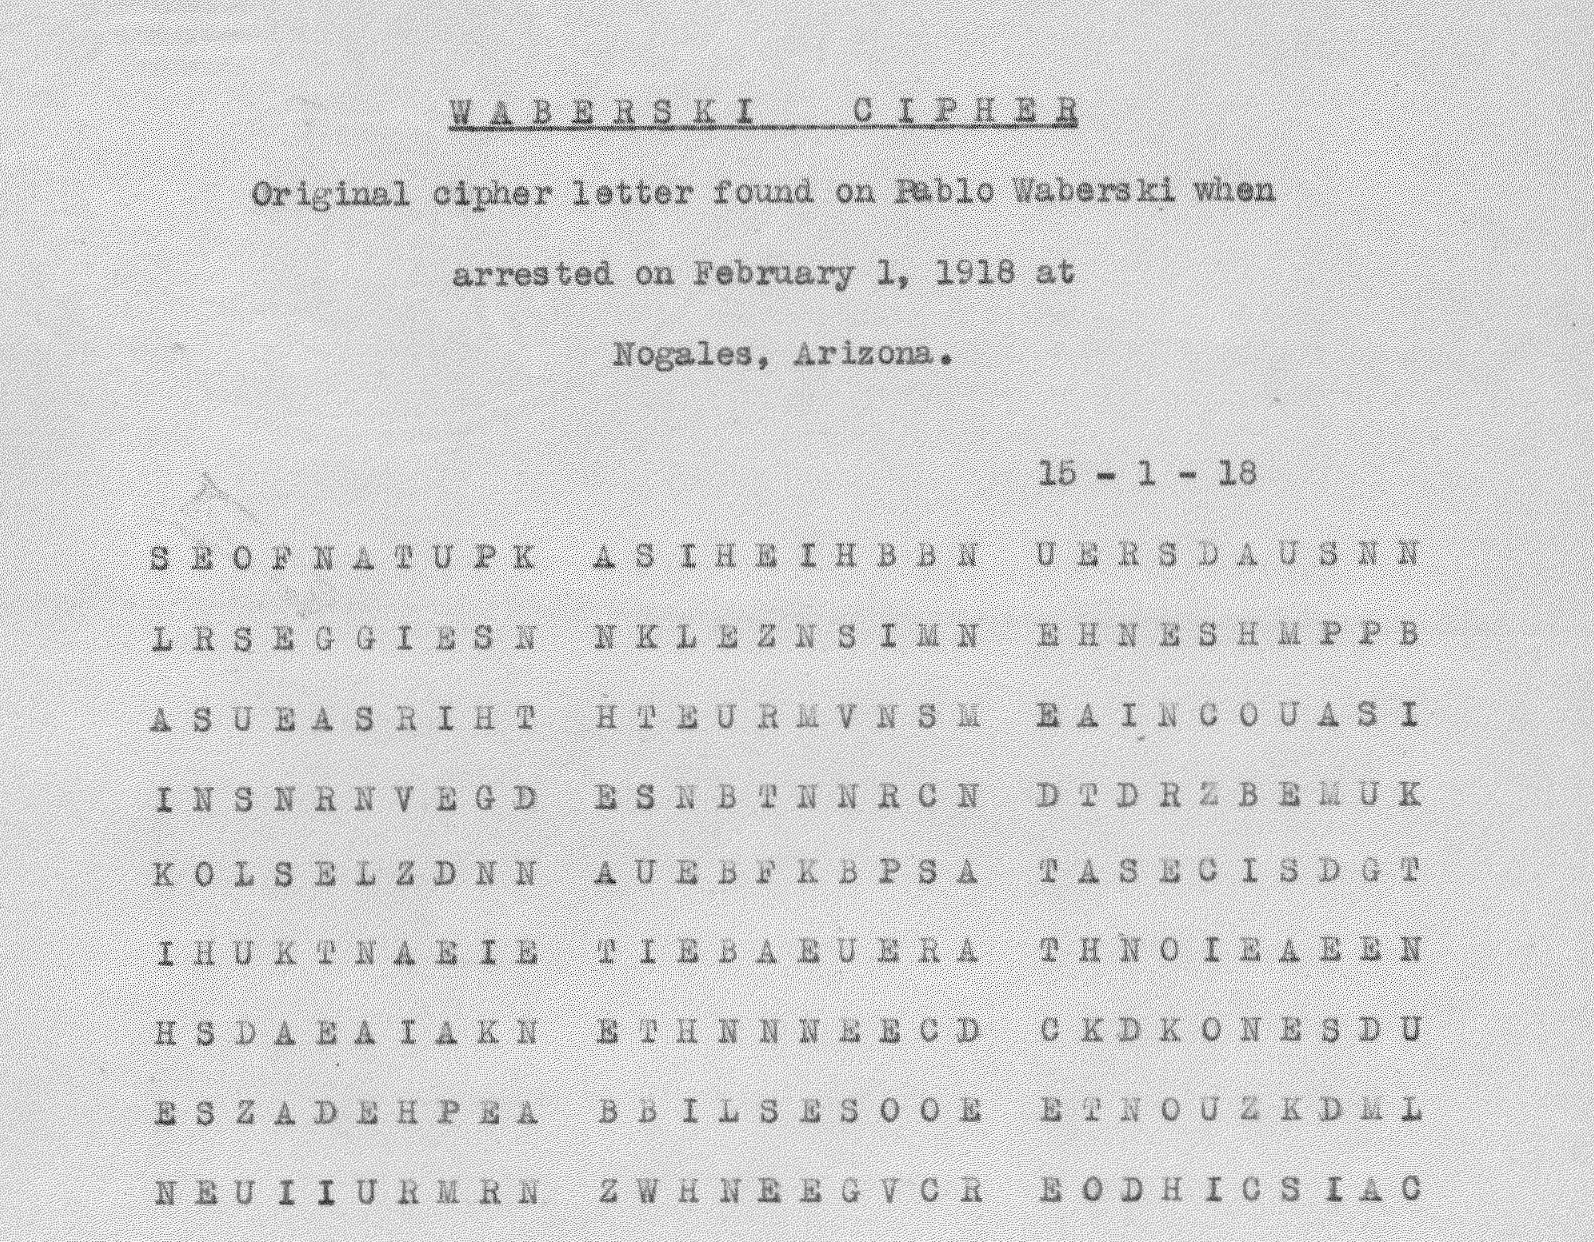 WABERSKI CIPHER
Original cipher letter found on Pablo Waberski when
arrested on February 1, 1918 at
Nogales, Arizona.
15 - 1 - 18
S E O F N A T U P K A S I H E I H B B N U E R S D A U S N N
L R S E G G I E S N N K L E Z N S I M N E H N E S H M P P B
A S U E A S R I H T H T E U R M V N S M E A I N C O U A S I
I N S N R N V E G D E S N B T N N R C N D T D R Z B E M U K
K O L S E L Z D N N A U E B F K B P S A T A S E C I S D G T
I H U K T N A E I E T I E B A E U E R A T H N O I E A E E N
H S D A E A I A K N E T H N N N E E C D C K D K O N E S D U
E S Z A D E H P E A B B I L S E S O O E E T N O U Z K D M L
N E U I I U R M R N Z W H N E E G V C R E O D H I C S I A C